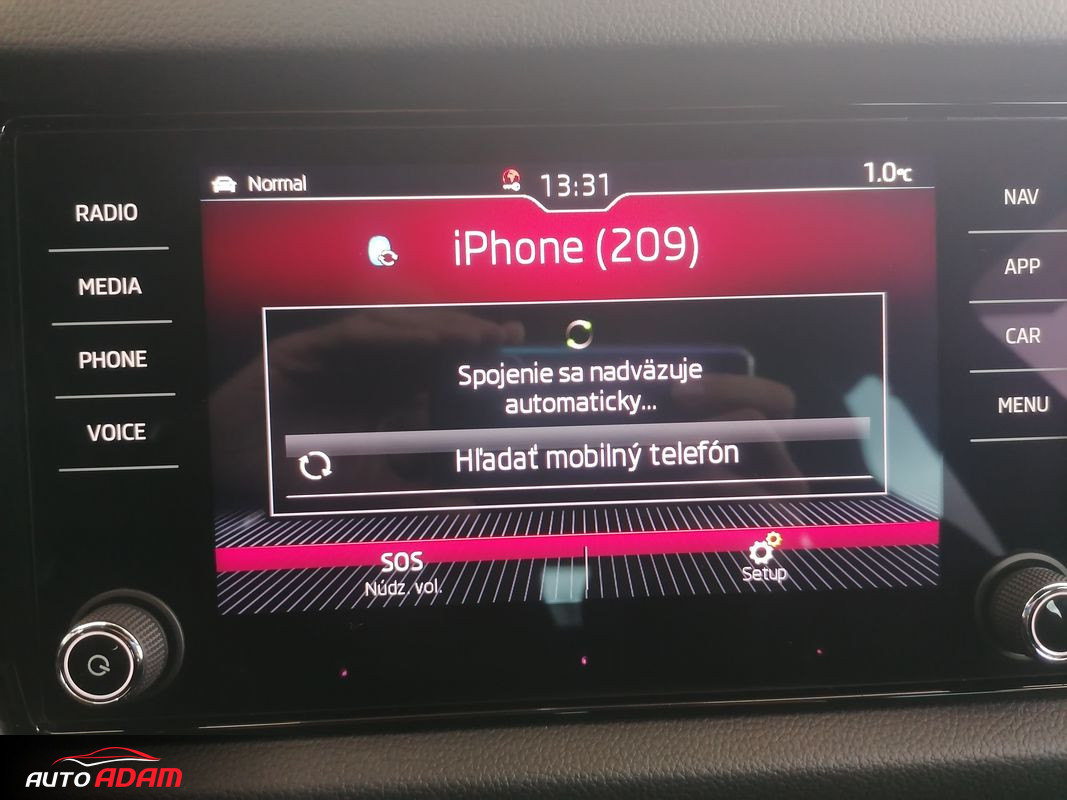 Normal
13:31
1.0°C
RADIO
MEDIA
PHONE
VOICE
iPhone (209)
Spojenie sa nadväzuje
automaticky...
Hľadať mobilný telefón
SOS
Núdz. vol.
Setup
NAV
APP
CAR
MENU
AUTO ADAM